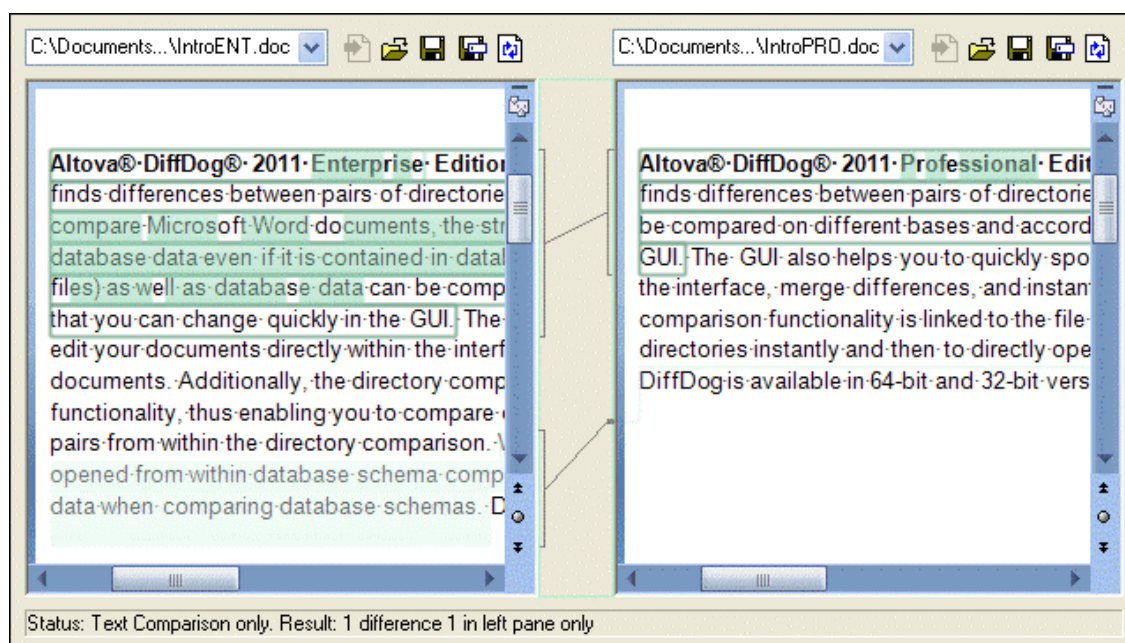 C:\Documents...\IntroENT.doc
Altova®·DiffDog®·2011·Enterprise·Edition
finds·differences·between·pairs·of·directorie
compare·Microsoft·Word·documents,·the·str
database·data·even·if·it·is·contained·in·datal
files)·as·well·as·database·data·can·be·comp
that·you·can·change·quickly·in·the·GUI.·The
edit·your·documents·directly·within·the·interf
documents.·Additionally,·the·directory·comp
functionality,·thus·enabling·you·to·compare·
pairs·from·within·the·directory·comparison.·
opened·from·within·database·schema·comp
data·when·comparing·database·schemas.·D
C:\Documents...\IntroPRO.doc
Altova®·DiffDog®·2011·Professional·Edit
finds·differences·between·pairs·of·directorie
be·compared·on·different·bases·and·accord
GUI.·The·GUI·also·helps·you·to·quickly·spo
the·interface,·merge·differences,·and·instan
comparison·functionality·is·linked·to·the·file·
directories·instantly·and·then·to·directly·ope
DiffDog·is·available·in·64-bit·and·32-bit·vers
Status: Text Comparison only. Result: 1 difference 1 in left pane only